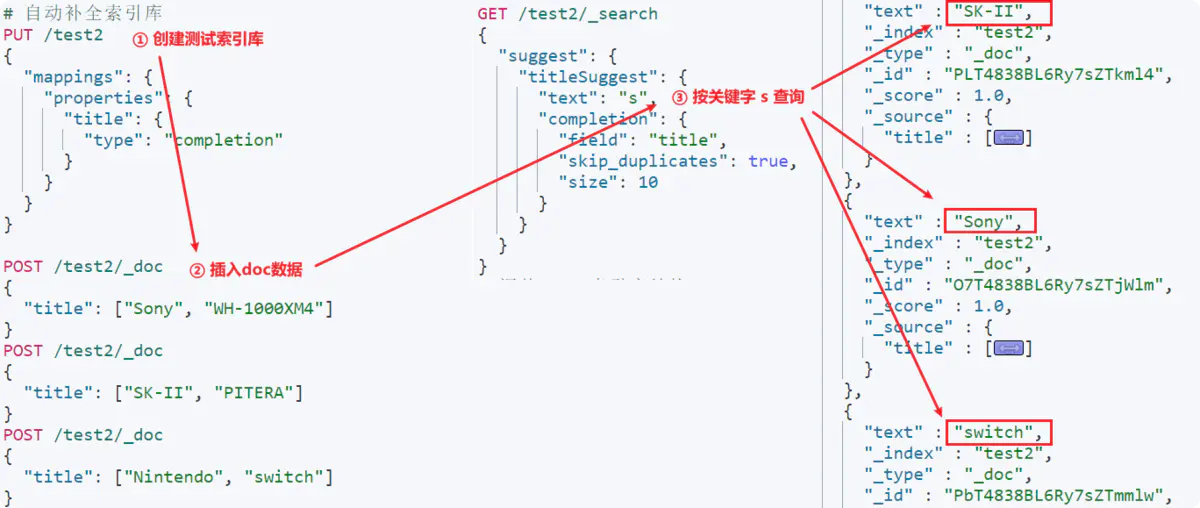 # 自动补全索引库
PUT /test2
① 创建测试索引库
{
"mappings": {
"properties": {
"title": {
"type": "completion"
}
}
}
}
POST /test2/_doc
② 插入doc数据
{
"title": ["Sony", "WH-1000XM4"]
}
POST /test2/_doc
{
"title": ["SK-II", "PITERA"]
}
POST /test2/_doc
{
"title": ["Nintendo", "switch"]
}
GET /test2/_search
{
"suggest": {
"titleSuggest": {
"text": "s",
③ 按关键字 s 查询
"completion": {
"field": "title",
"skip_duplicates": true,
"size": 10
}
}
}
}
"text" : "SK-II",
"_index" : "test2",
"_type" : "_doc",
"_id" : "PLT4838BL6Ry7sZTkml4",
"_score" : 1.0,
"_source" : {
"title" : []
}
},
{
"text" : "Sony",
"_index" : "test2",
"_type" : "_doc",
"_id" : "O7T4838BL6Ry7sZTjWlm",
"_score" : 1.0,
"_source" : {
"title" : []
}
},
{
"text" : "switch",
"_index" : "test2",
"_type" : "_doc",
"_id" : "PbT4838BL6Ry7sZTmmlw",